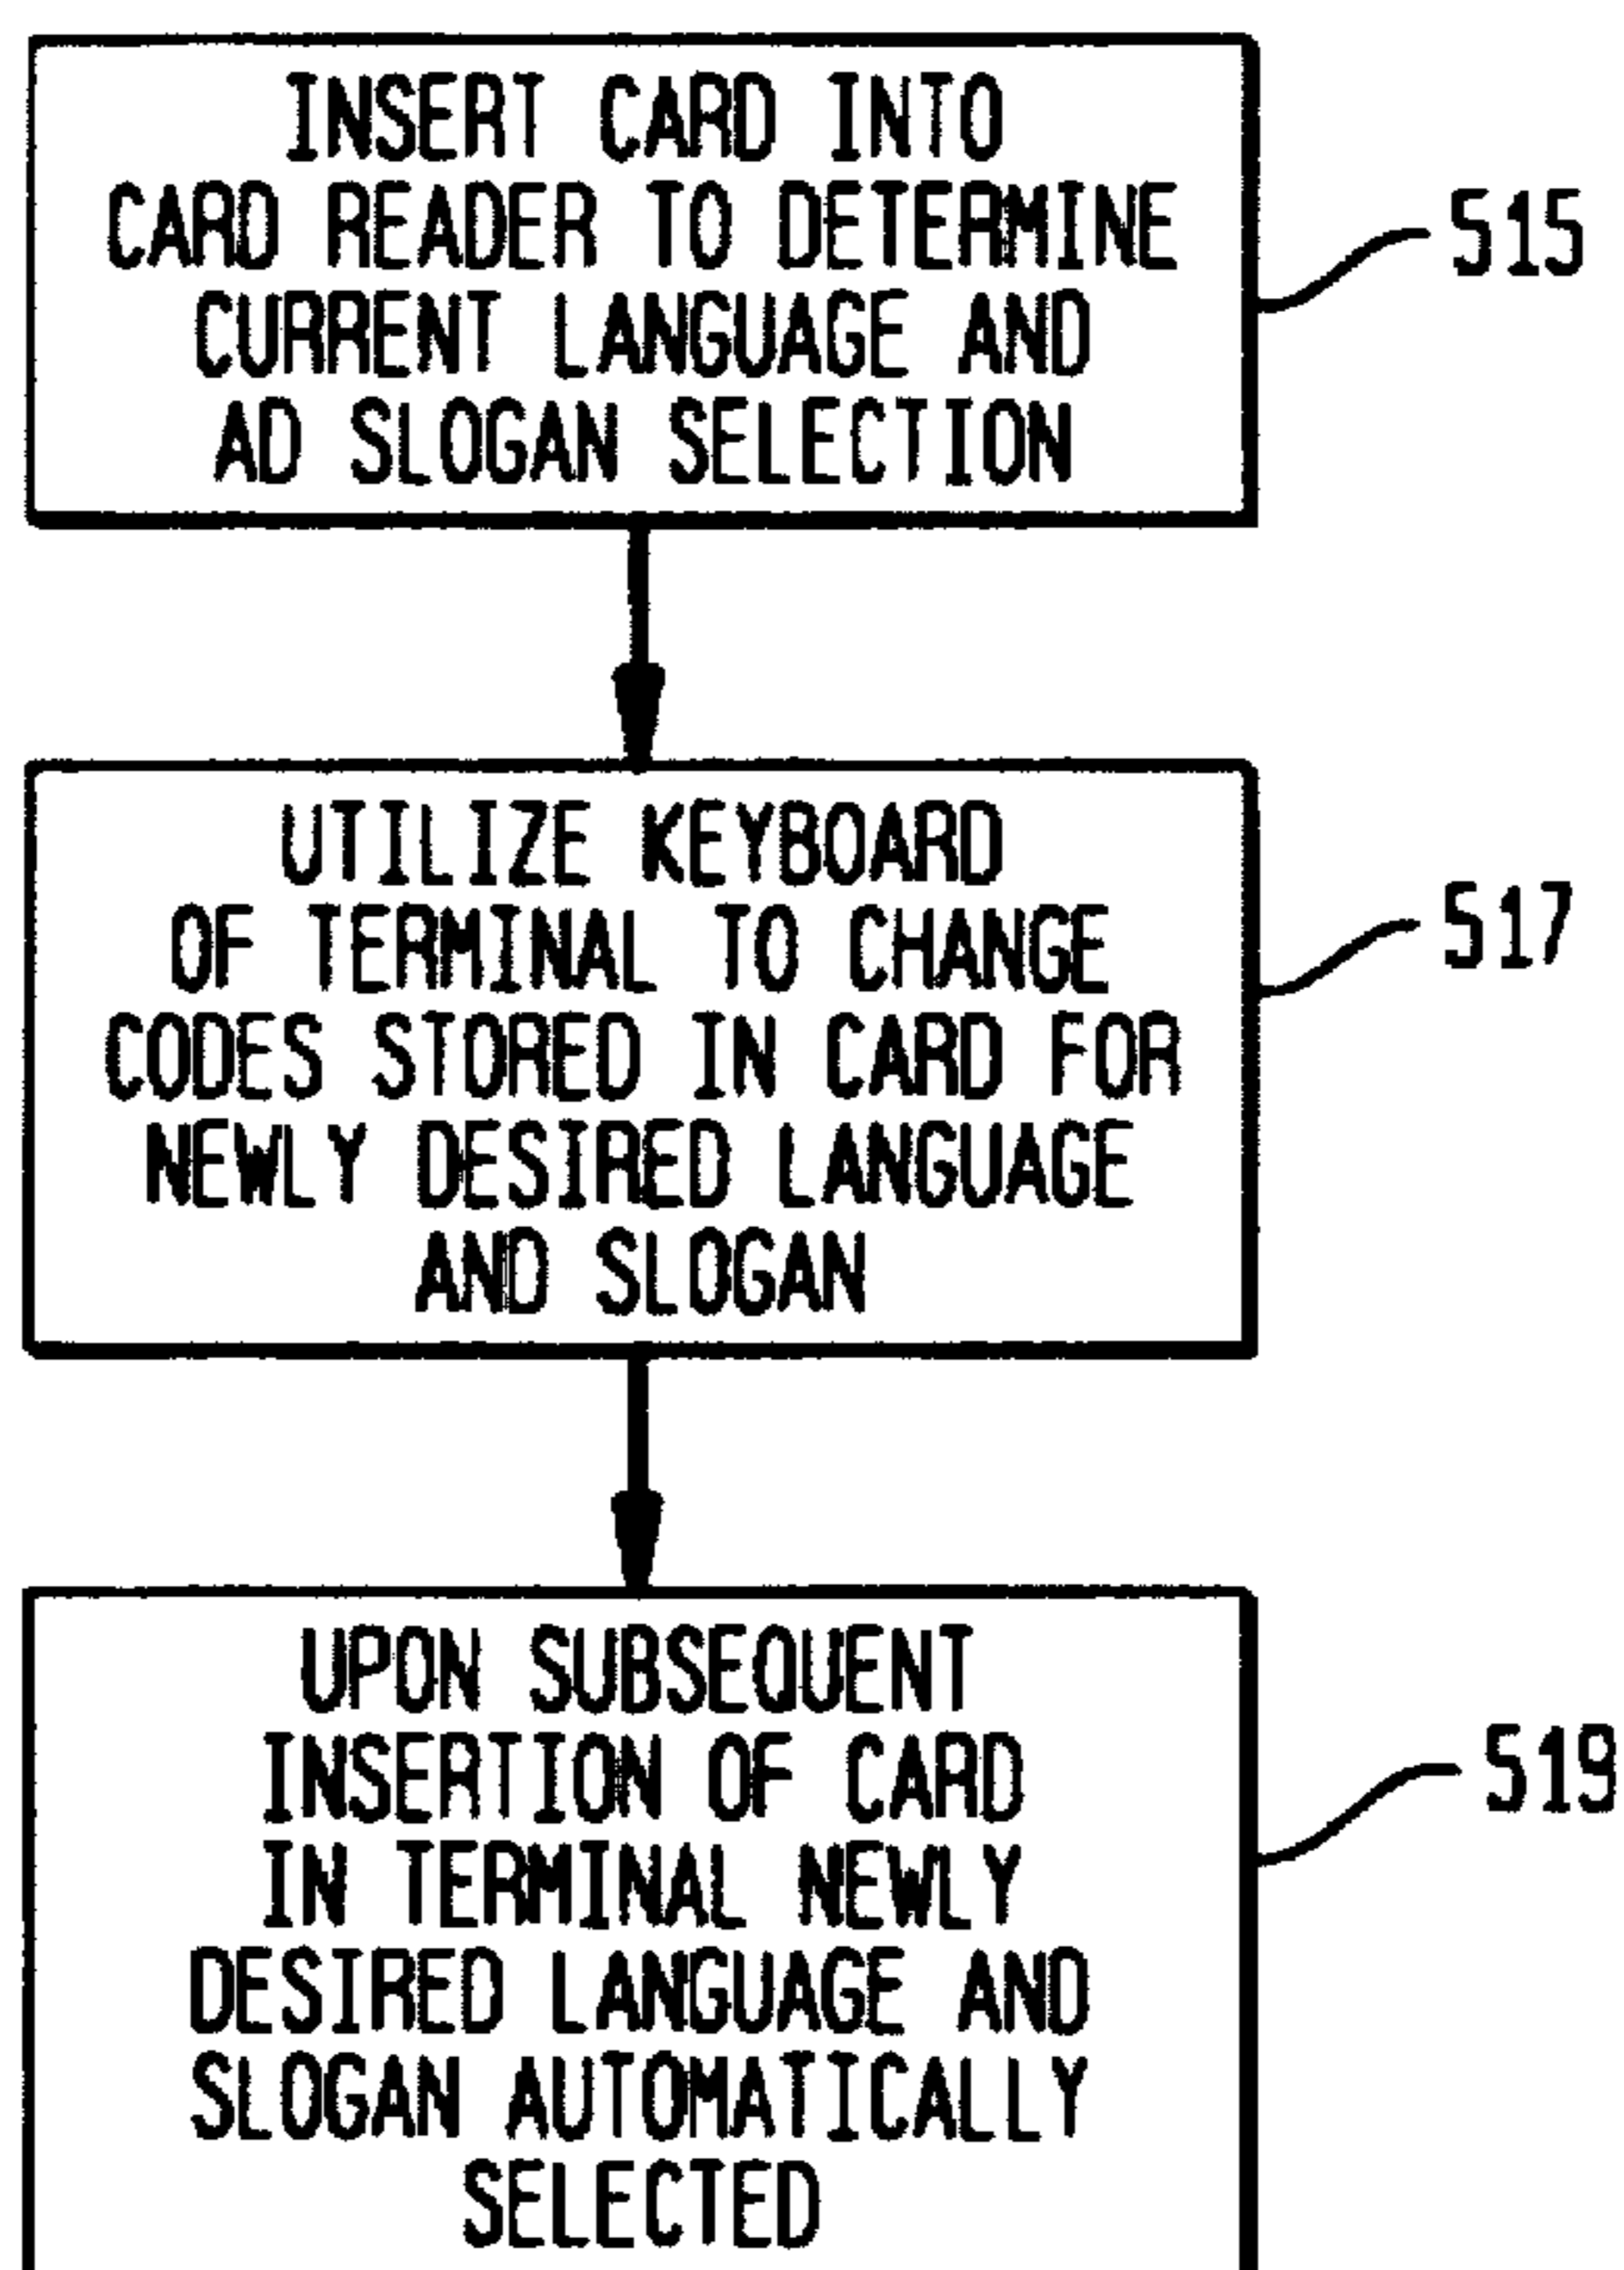 INSERT CARD INTO
CARD READER TO DETERMINE
CURRENT LANGUAGE AND
AD SLOGAN SELECTION
515
UTILIZE KEYBOARD
OF TERMINAL TO CHANGE
CODES STORED IN CARD FOR
NEWLY DESIRED LANGUAGE
AND SLOGAN
517
UPON SUBSEQUENT
INSERTION OF CARD
IN TERMINAL NEWLY
DESIRED LANGUAGE AND
SLOGAN AUTOMATICALLY
SELECTED
519